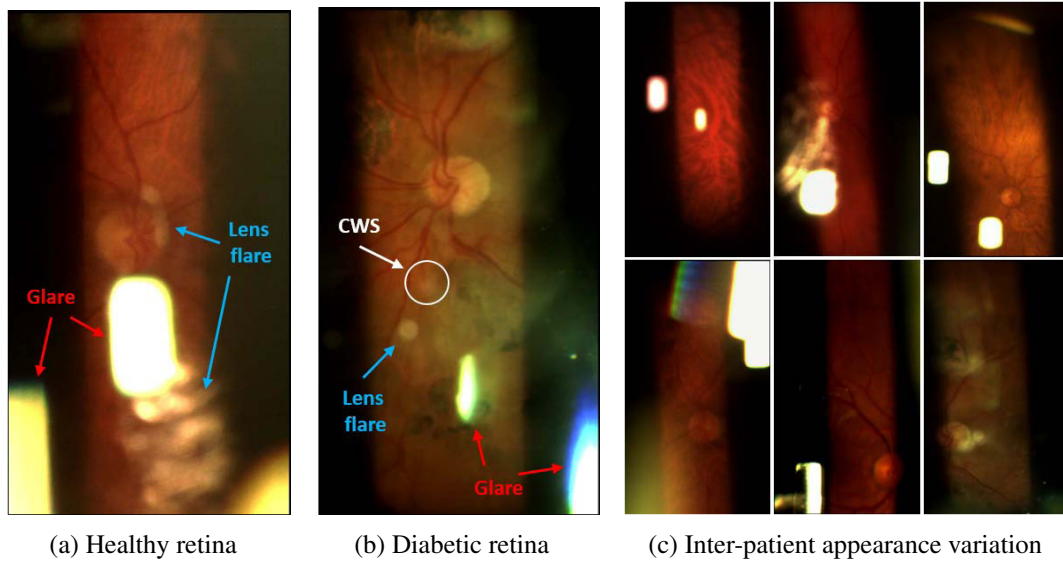 Lens
flare
Glare
CWS
Lens
flare
Glare
(a) Healthy retina
(b) Diabetic retina
(c) Inter-patient appearance variation